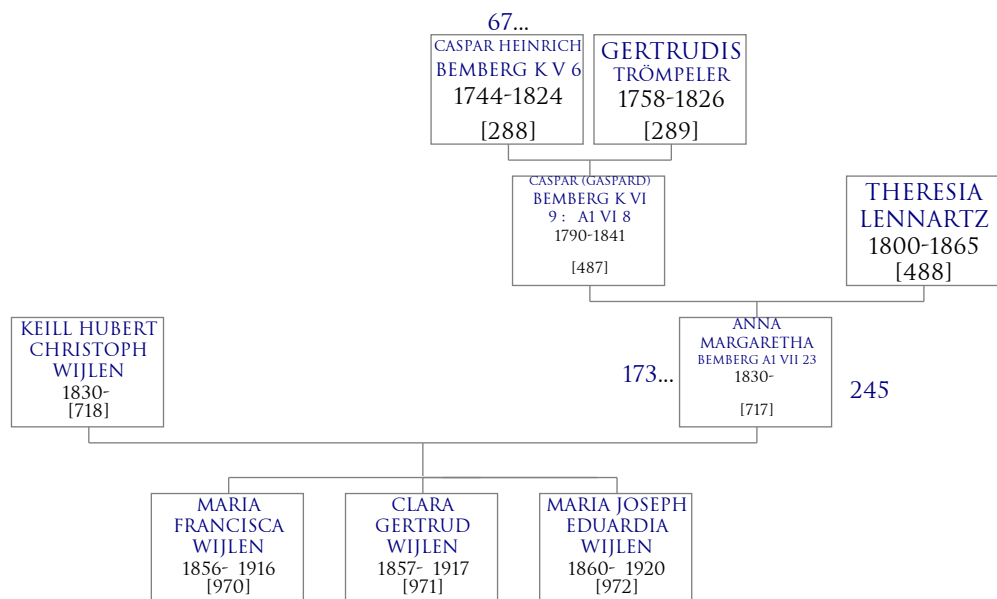 67...
CASPAR HEINRICH
BEMBERG K V 6
1744-1824
[288]
GERTRUDIS
TRÖMPELER
1758-1826
[289]
CASPAR (GASPARD)
BEMBERG K VI
9 : A1 VI 8
1790-1841
[487]
THERESIA
LENNARTZ
1800-1865
[488]
KEILL HUBERT
CHRISTOPH
WIJLEN
1830-
[718]
173...
ANNA
MARGARETHA
BEMBERG A1 VII 23
1830-
[717]
245
MARIA
FRANCISCA
WIJLEN
1856- 1916
[970]
CLARA
GERTRUD
WIJLEN
1857- 1917
[971]
MARIA JOSEPH
EDUARDIA
WIJLEN
1860- 1920
[972]